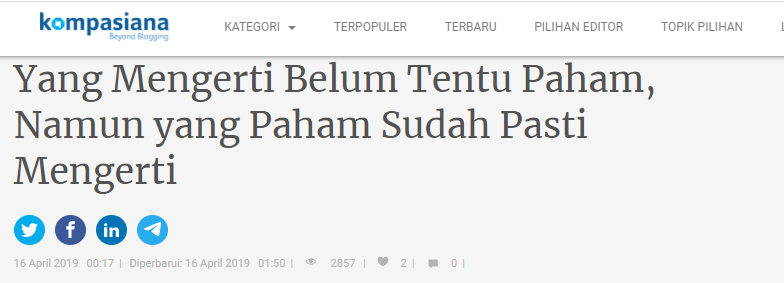 kompasiana
Beyond Blogging
KATEGORI
TERPOPULER
TERBARU
PILIHAN EDITOR
TOPIK PILIHAN
Yang Mengerti Belum Tentu Paham,
Namun yang Paham Sudah Pasti
Mengerti
16 April 2019 00:17 | Diperbarui: 16 April 2019 01:50 | 2857 | 2 | 0 |